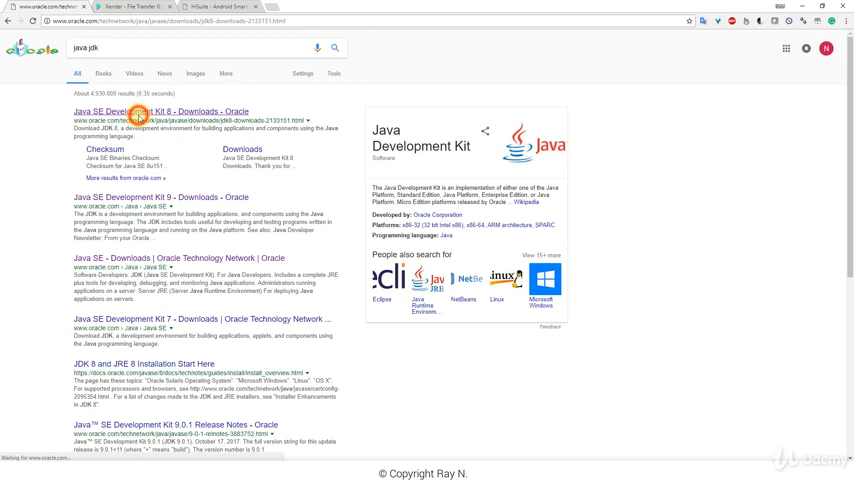 www.oracle.com/techne
Xender - File Transfer &
HiSuite - Android Smart
www.oracle.com/technetwork/java/javase/downloads/jdk8-downloads-2133151.html
java jdk
N
All
Books
Videos
News
Images
More
Settings
Tools
About 4,930,000 results (0.35 seconds)
Java SE Development Kit 8 - Downloads - Oracle
www.oracle.com/technetwork/java/javase/downloads/jdk8-downloads-2133151.html
Download JDK 8, a development environment for building applications and components using the Java
programming language.
Checksum
Java SE Binaries Checksum.
Checksum for Java SE 8u151 ...
Downloads
Java SE Development Kit 8
Downloads. Thank you for ...
More results from oracle.com »
Java SE Development Kit 9 - Downloads - Oracle
www.oracle.com › Java › Java SE
The JDK is a development environment for building applications, and components using the Java
programming language. The JDK includes tools useful for developing and testing programs written in
the Java programming language and running on the Java platform. See also: Java Developer
Newsletter: From your Oracle ...
Java SE - Downloads | Oracle Technology Network | Oracle
www.oracle.com › Java › Java SE
Software Developers: JDK (Java SE Development Kit). For Java Developers. Includes a complete JRE
plus tools for developing, debugging, and monitoring Java applications. Administrators running
applications on a server: Server JRE (Server Java Runtime Environment) For deploying Java
applications on servers.
Java SE Development Kit 7 - Downloads | Oracle Technology Network ...
www.oracle.com › Java › Java SE
Download JDK, a development environment for building applications, applets, and components using the
Java programming language.
JDK 8 and JRE 8 Installation Start Here
https://docs.oracle.com/javase/8/docs/technotes/guides/install/install_overview.html
The page has these topics: "Oracle Solaris Operating System". "Microsoft Windows". "Linux". "OS X".
For supported processors and browsers, see http://www.oracle.com/technetwork/java/javase/certconfig-
2095354.html . For a list of changes made to the JDK and JRE installers, see "Installer Enhancements
in JDK 8".
Java™ SE Development Kit 9.0.1 Release Notes - Oracle
www.oracle.com/technetwork/java/javase/9-0-1-relnotes-3883752.html
Java™ SE Development Kit 9.0.1 (JDK 9.0.1). October 17, 2017. The full version string for this update
release is 9.0.1+11 (where "+" means "build"). The version number is
Java
Development Kit
Software
Java
The Java Development Kit is an implementation of either one of the Java
Platform, Standard Edition, Java Platform, Enterprise Edition, or Java
Platform, Micro Edition platforms released by Oracle ... Wikipedia
Developed by: Oracle Corporation
Platforms: x86-32 (32 bit Intel x86), x86-64, ARM architecture, SPARC
Programming language: Java
People also search for
View 15+ more
Eclipse
Java
Runtime
Environm...
NetBeans
Linux
Microsoft
Windows
Feedback
Waiting for www.oracle.com...
© Copyright Ray N.
Udemy